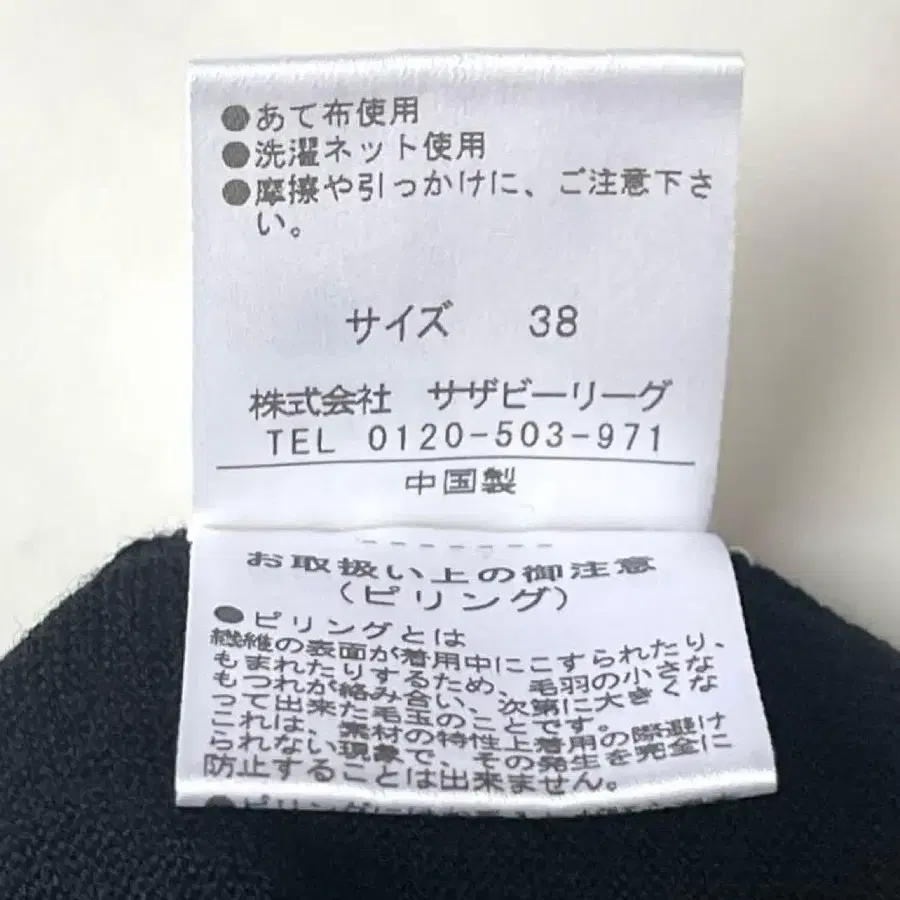 ●あて布使用
●洗濯ネット使用
●摩擦や引っかけに、ご注意下さ
い。
サイズ 38
株式会社 サザビーリーグ
TEL 0120-503-971
中国製
お取扱い上の御注意
(ピリング)
●ピリングとは
繊維の表面が着用中にこすられたり、
もまれたりするため、毛羽の小さな
もつれが絡み合い、次第に大きくな
って出来た毛玉のことです。
これは、素材の特性上着用の際避け
られない現象で、その発生を完全に
防止することは出来ません。
●ピリング